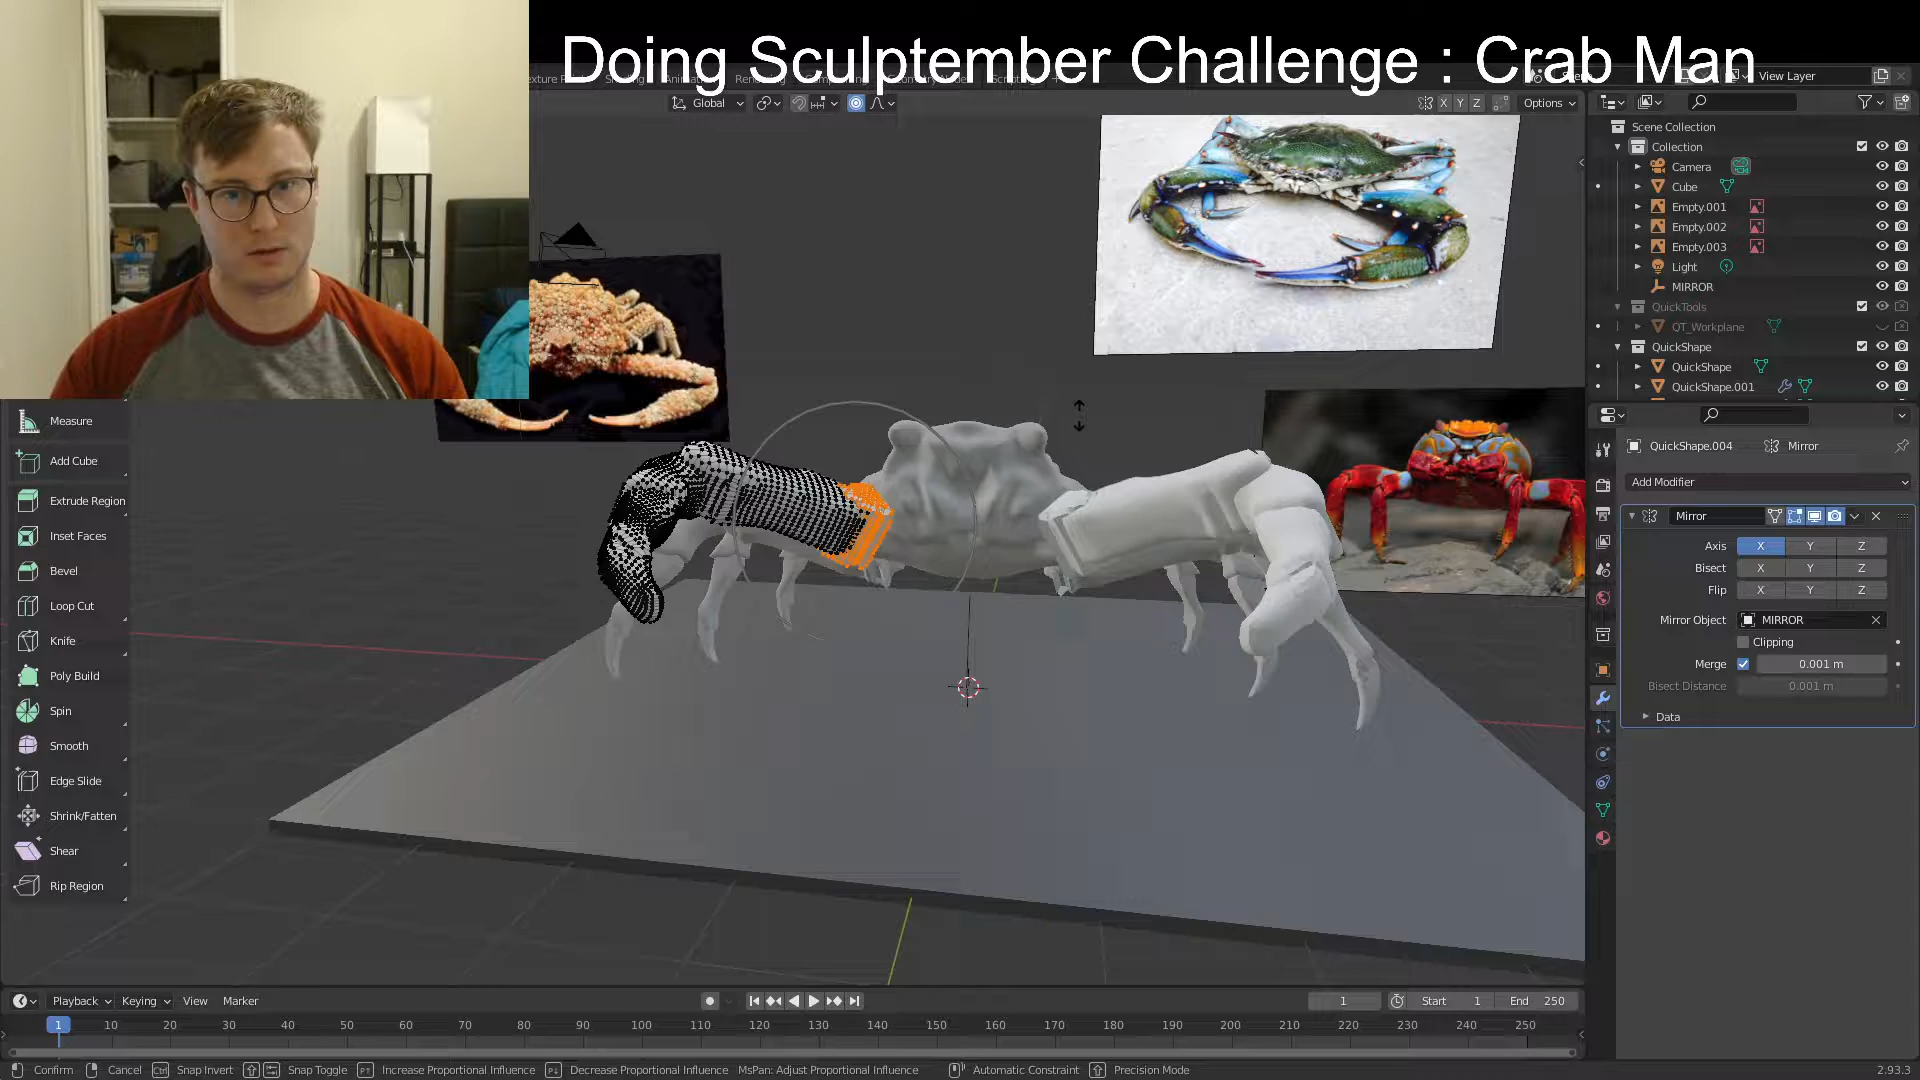 Doing Sculptember Challenge : Crab Man
View Layer
Global
X Y Z
Options
Scene Collection
Collection
Camera
Cube
Empty.001
Empty.002
Empty.003
Light
MIRROR
QuickTools
QT_Workplane
QuickShape
QuickShape
QuickShape.001
Measure
Add Cube
Extrude Region
Inset Faces
Bevel
Loop Cut
Knife
Poly Build
Spin
Smooth
Edge Slide
Shrink/Fatten
Shear
Rip Region
QuickShape.004 Mirror
Add Modifier
Mirror
Axis X Y Z
Bisect X Y Z
Flip X Y Z
Mirror Object MIRROR
Clipping
Merge 0.001 m
Bisect Distance 0.001 m
Data
Playback Keying View Marker
1 Start 1 End 250
1 10 20 30 40 50 60 70 80 90 100 110 120 130 140 150 160 170 180 190 200 210 220 230 240 250
Confirm Cancel Ctrl Snap Invert Snap Toggle Increase Proportional Influence Decrease Proportional Influence MsPan: Adjust Proportional Influence Automatic Constraint Precision Mode 2.93.3